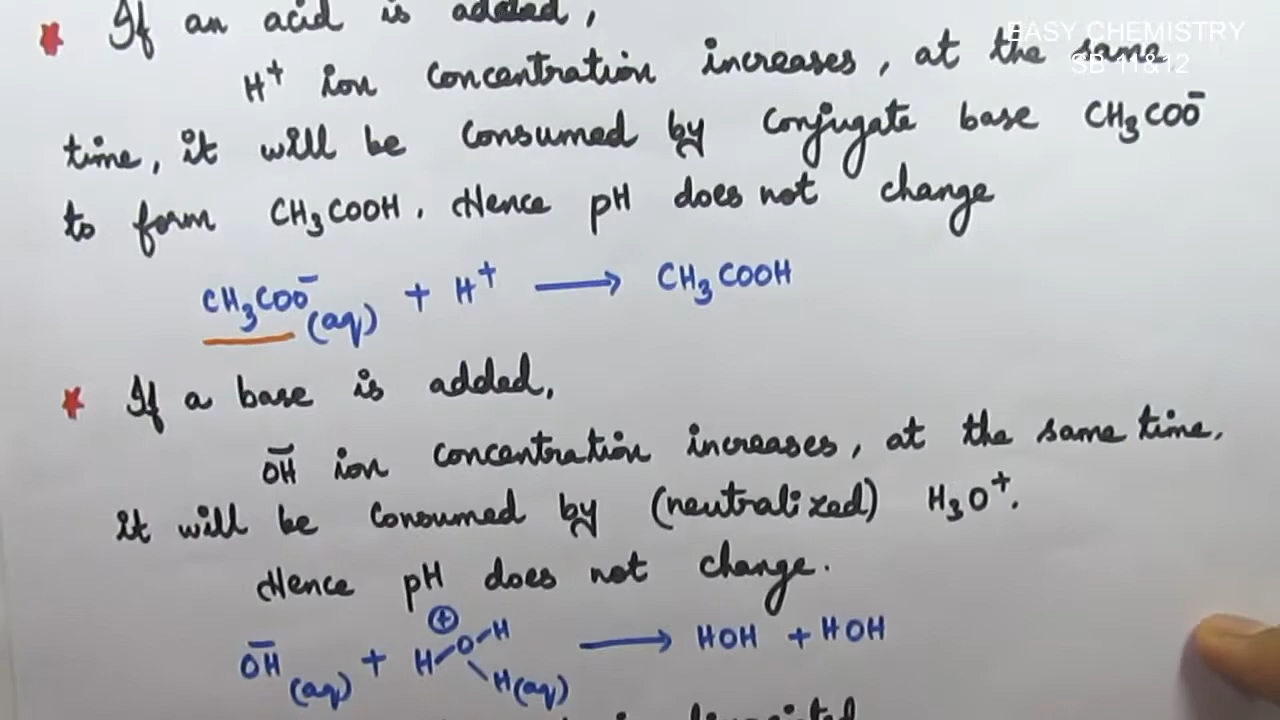 * If an acid is added,
EASY CHEMISTRY
SB 11&12
H⁺ ion concentration increases, at the same
time, it will be consumed by conjugate base CH₃COO⁻
to form CH₃COOH. Hence pH does not change
CH₃COO⁻(aq) + H⁺ ⟶ CH₃COOH
* If a base is added,
OH⁻ ion concentration increases, at the same time,
it will be consumed by (neutralized) H₃O⁺.
Hence pH does not change.
OH⁻(aq) + H-O⊕-H H(aq) ⟶ HOH + HOH